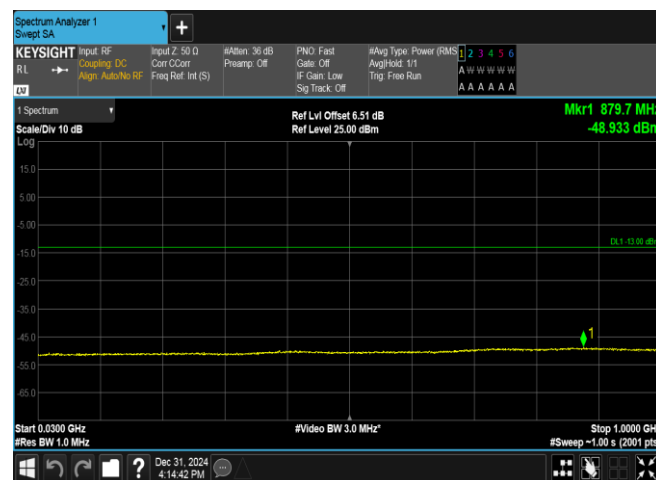 Spectrum Analyzer 1
Swept SA
+
KEYSIGHT Input: RF Input Z: 50 Ω #Atten: 36 dB PNO: Fast #Avg Type: Power (RMS 1 2 3 4 5 6
RL Coupling: DC Corr CCorr Preamp: Off Gate: Off Avg|Hold: 1/1 A W W W W W
Align: Auto/No RF Freq Ref: Int (S) IF Gain: Low Trig: Free Run
LXI Sig Track: Off A A A A A A
1 Spectrum Mkr1 879.7 MHz
Scale/Div 10 dB Ref Lvl Offset 6.51 dB -48.933 dBm
Ref Level 25.00 dBm
Log
15.0
5.00
-5.00
DL1 -13.00 dBm
-15.0
-25.0
-35.0
1
-45.0
-55.0
-65.0
Start 0.0300 GHz #Video BW 3.0 MHz* Stop 1.0000 GH
#Res BW 1.0 MHz #Sweep ~1.00 s (2001 pts
? Dec 31, 2024
4:14:42 PM